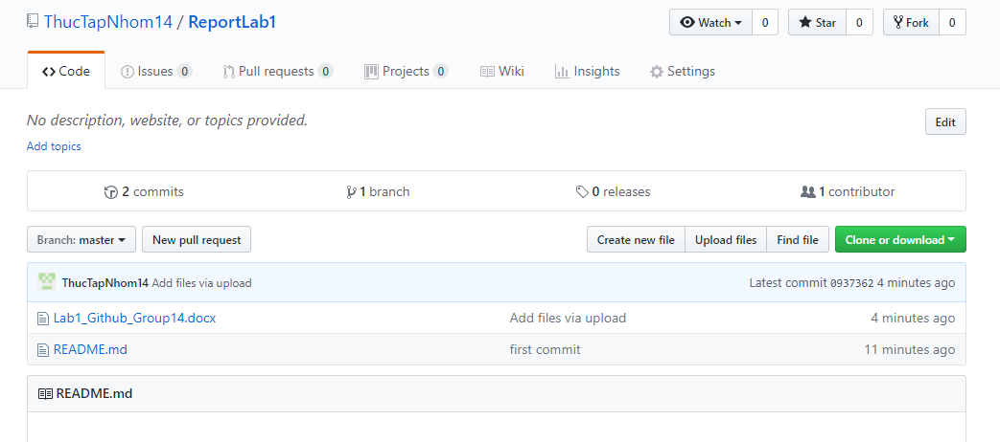 ThucTapNhom14 / ReportLab1
Watch 0 Star 0 Fork 0
Code Issues 0 Pull requests 0 Projects 0 Wiki Insights Settings
No description, website, or topics provided.
Edit
Add topics
2 commits 1 branch 0 releases 1 contributor
Branch: master New pull request Create new file Upload files Find file Clone or download
ThucTapNhom14 Add files via upload Latest commit 0937362 4 minutes ago
Lab1_Github_Group14.docx Add files via upload 4 minutes ago
README.md first commit 11 minutes ago
README.md